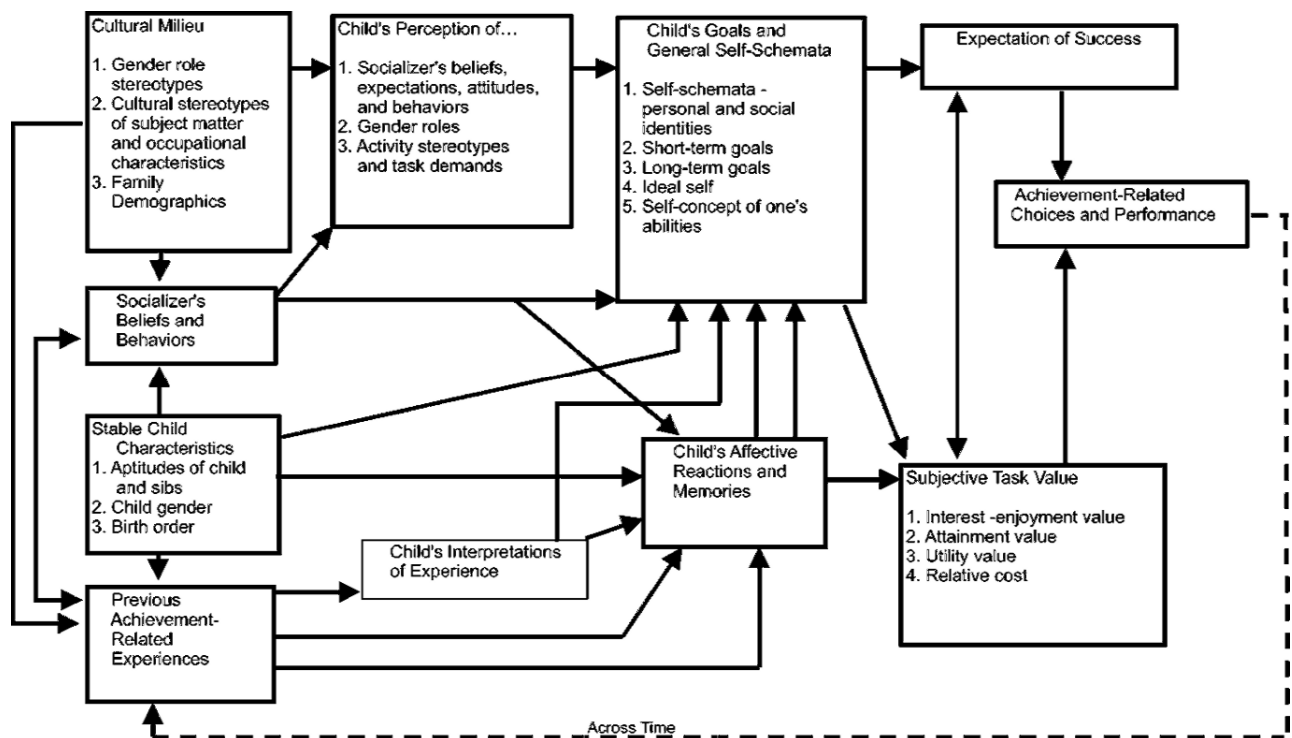 Cultural Milieu
1. Gender role
stereotypes
2. Cultural stereotypes
of subject matter
and occupational
characteristics
3. Family
Demographics
Child's Perception of...
1. Socializer's beliefs,
expectations, attitudes,
and behaviors
2. Gender roles
3. Activity stereotypes
and task demands
Child's Goals and
General Self-Schemata
1. Self-schemata -
personal and social
identities
2. Short-term goals
3. Long-term goals
4. Ideal self
5. Self-concept of one's
abilities
Expectation of
Success
Achievement-Related
Choices and Performance
Socializer's
Beliefs and
Behaviors
Stable Child
Characteristics
1. Aptitudes of child
and sibs
2. Child gender
3. Birth order
Child's Affective
Reactions and
Memories
Subjective Task Value
1. Interest -enjoyment value
2. Attainment value
3. Utility value
4. Relative cost
Child's Interpretations
of Experience
Previous
Achievement-
Related
Experiences
Across Time